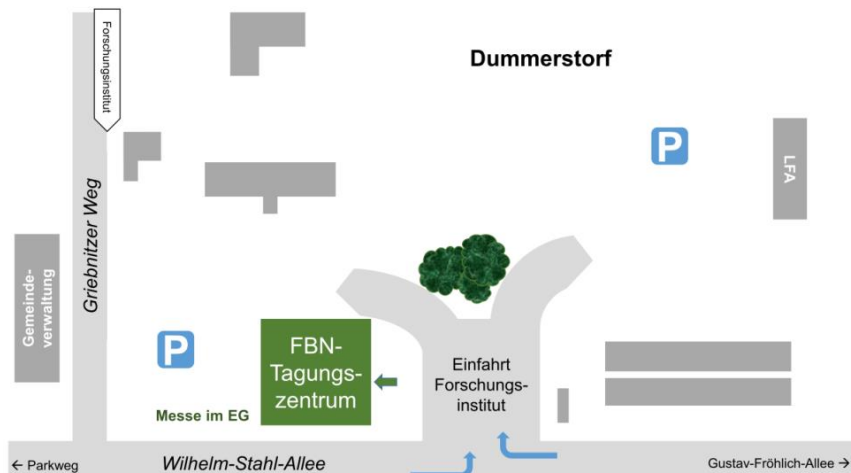 Forschungsinstitut
Dummerstorf
P
LFA
Griebnitzer Weg
Gemeinde-
verwaltung
P
FBN-
Tagungs-
zentrum
Einfahrt
Forschungs-
institut
Messe im EG
← Parkweg
Wilhelm-Stahl-Allee
Gustav-Fröhlich-Allee →